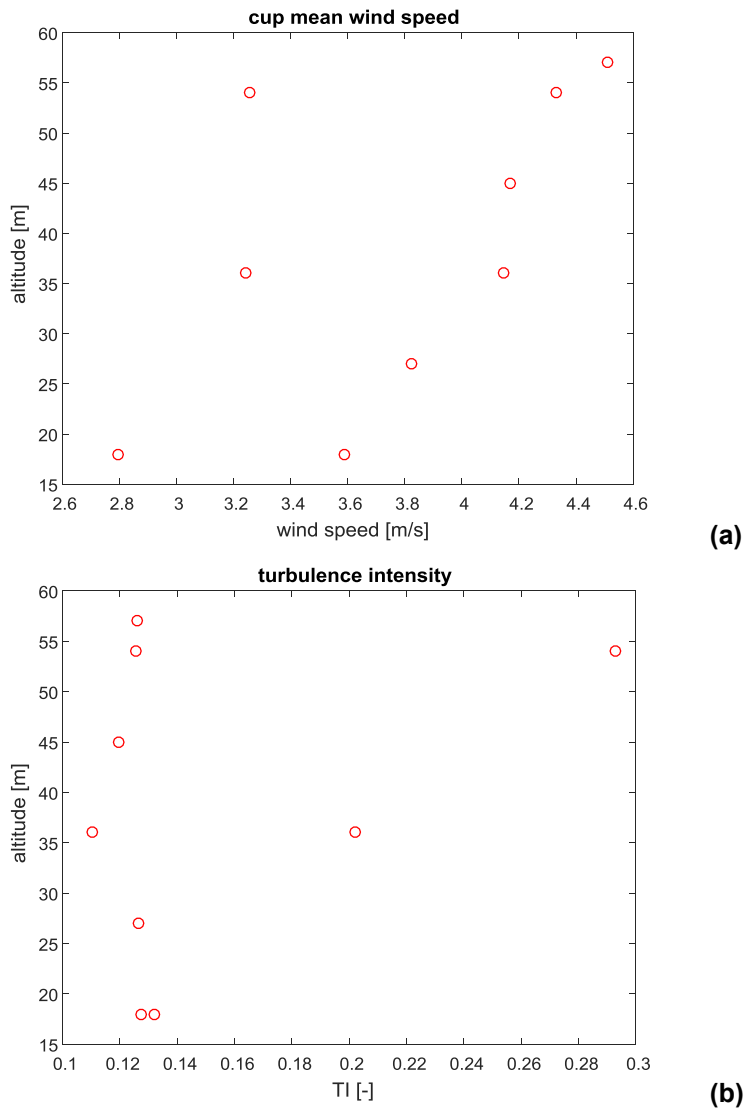 cup mean wind speed
60
55
50
45
40
35
30
25
20
15
altitude [m]
2.6 2.8 3 3.2 3.4 3.6 3.8 4 4.2 4.4 4.6
wind speed [m/s]
(a)
turbulence intensity
60
55
50
45
40
35
30
25
20
15
altitude [m]
0.1 0.12 0.14 0.16 0.18 0.2 0.22 0.24 0.26 0.28 0.3
TI [-]
(b)